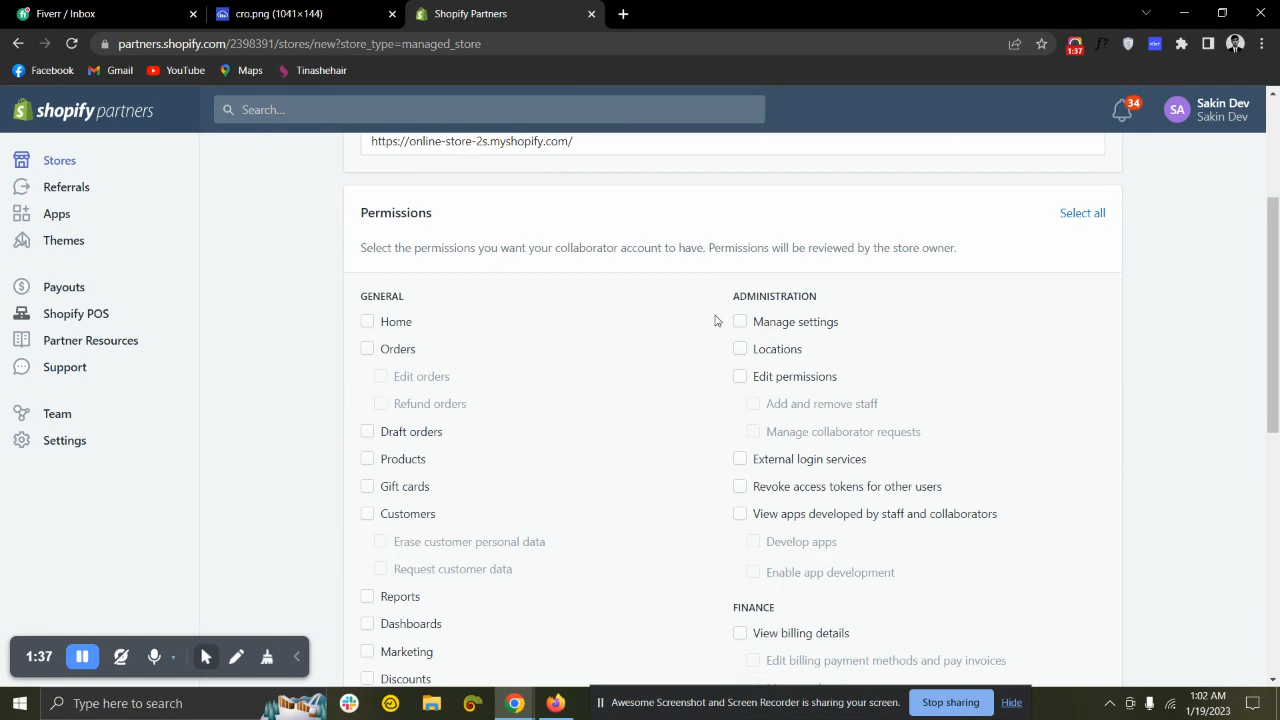 Fiverr / Inbox
cro.png (1041×144)
Shopify Partners
partners.shopify.com/2398391/stores/new?store_type=managed_store
1:37
Facebook
Gmail
YouTube
Maps
Tinashehair
shopify partners
Search...
34
SA
Sakin Dev
Sakin Dev
Stores
Referrals
Apps
Themes
Payouts
Shopify POS
Partner Resources
Support
Team
Settings
https://online-store-2s.myshopify.com/
Permissions
Select all
Select the permissions you want your collaborator account to have. Permissions will be reviewed by the store owner.
GENERAL
Home
Orders
Edit orders
Refund orders
Draft orders
Products
Gift cards
Customers
Erase customer personal data
Request customer data
Reports
Dashboards
Marketing
Discounts
ADMINISTRATION
Manage settings
Locations
Edit permissions
Add and remove staff
Manage collaborator requests
External login services
Revoke access tokens for other users
View apps developed by staff and collaborators
Develop apps
Enable app development
FINANCE
View billing details
Edit billing payment methods and pay invoices
1:37
Type here to search
Awesome Screenshot and Screen Recorder is sharing your screen.
Stop sharing
Hide
1:02 AM
1/19/2023